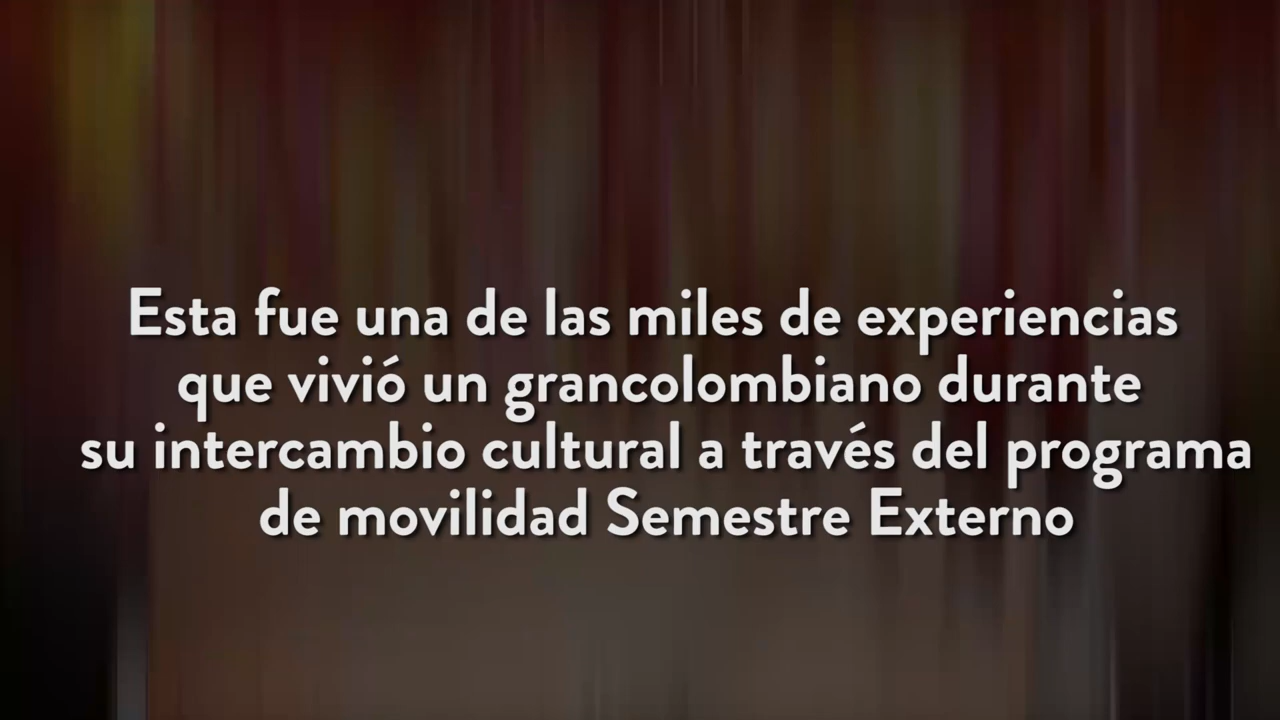 Esta fue una de las miles de experiencias
que vivió un grancolombiano durante
su intercambio cultural a través del programa
de movilidad Semestre Externo